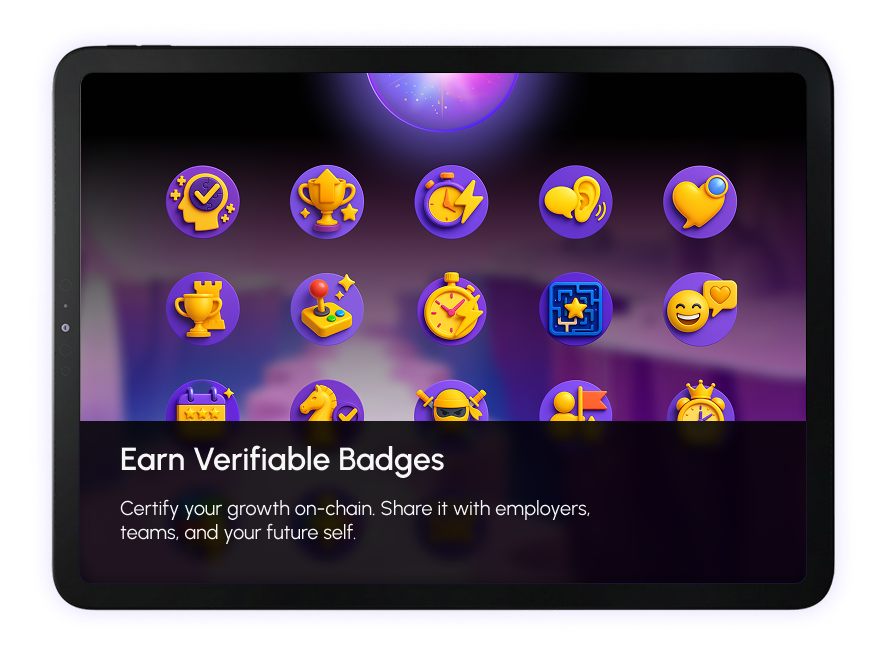 Earn Verifiable Badges
Certify your growth on-chain. Share it with employers,
teams, and your future self.